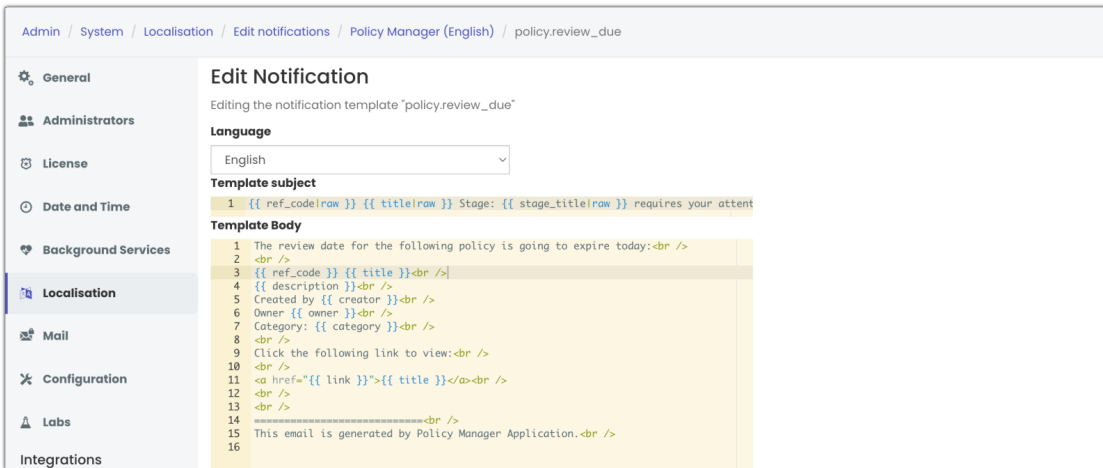 Admin / System / Localisation / Edit notifications / Policy Manager (English) / policy.review_due
General
Administrators
License
Date and Time
Background Services
Localisation
Mail
Configuration
Labs
Integrations
Edit Notification
Editing the notification template "policy.review_due"
Language
English
Template subject
1 {{ ref_code|raw }} {{ title|raw }} Stage: {{ stage_title|raw }} requires your attent
Template Body
1 The review date for the following policy is going to expire today:<br />
2 <br />
3 {{ ref_code }} {{ title }}<br />
4 {{ description }}<br />
5 Created by {{ creator }}<br />
6 Owner {{ owner }}<br />
7 Category: {{ category }}<br />
8 <br />
9 Click the following link to view:<br />
10 <br />
11 <a href="{{ link }}">{{ title }}</a><br />
12 <br />
13 <br />
14 ============================<br />
15 This email is generated by Policy Manager Application.<br />
16